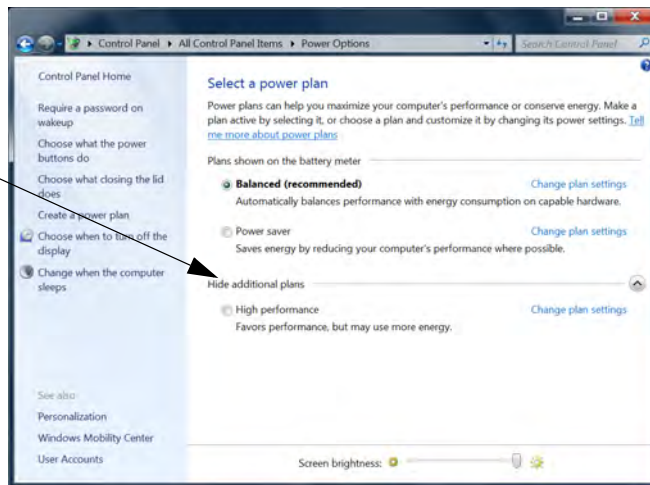 Control Panel ▸ All Control Panel Items ▸ Power Options
Search Control Panel
Control Panel Home
Require a password on
wakeup
Choose what the power
buttons do
Choose what closing the lid
does
Create a power plan
Choose when to turn off the
display
Change when the computer
sleeps
See also
Personalization
Windows Mobility Center
User Accounts
Select a power plan
Power plans can help you maximize your computer's performance or conserve energy. Make a
plan active by selecting it, or choose a plan and customize it by changing its power settings. Tell
me more about power plans
Plans shown on the battery meter
Balanced (recommended) Change plan settings
Automatically balances performance with energy consumption on capable hardware.
Power saver Change plan settings
Saves energy by reducing your computer's performance where possible.
Hide additional plans
High performance Change plan settings
Favors performance, but may use more energy.
Screen brightness: